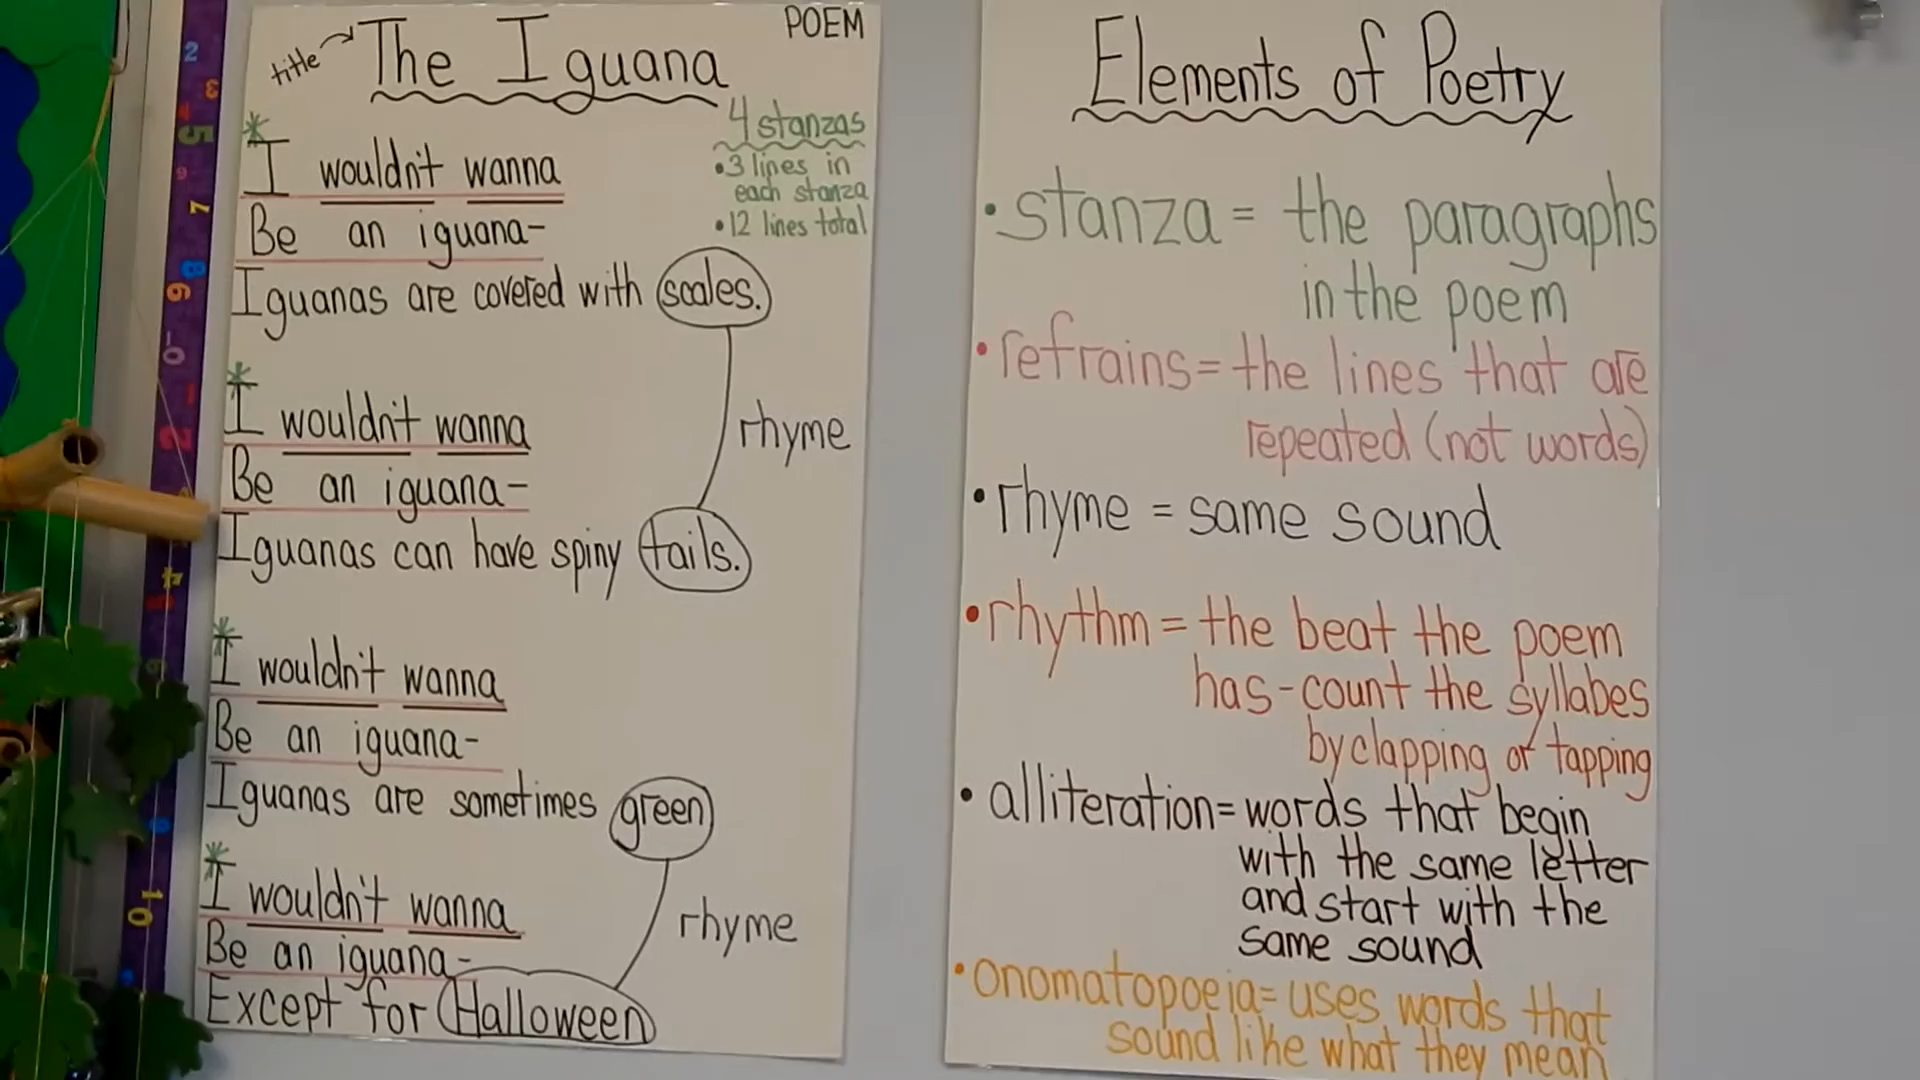 title
The Iguana
POEM
4 stanzas
•3 lines in
each stanza
•12 lines total
I wouldn't wanna
Be an iguana-
Iguanas are covered with scales.
I wouldn't wanna
Be an iguana-
Iguanas can have spiny tails.
rhyme
I wouldn't wanna
Be an iguana-
Iguanas are sometimes green
I wouldn't wanna
Be an iguana-
Except for Halloween
rhyme
Elements of Poetry
•stanza = the paragraphs
in the poem
•refrains = the lines that are
repeated (not words)
•rhyme = same sound
•rhythm = the beat the poem
has - count the syllabes
by clapping or tapping
•alliteration = words that begin
with the same letter
and start with the
same sound
•onomatopoeia = uses words that
sound like what they mean